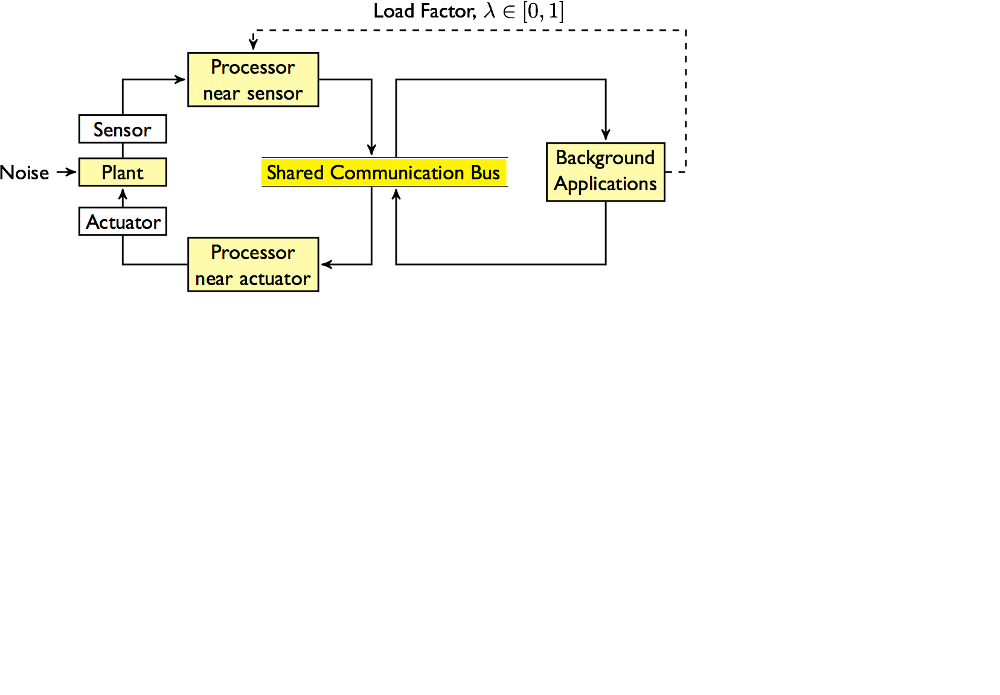 Load Factor, λ ∈ [0, 1]
Processor
near sensor
Sensor
Noise
Plant
Shared Communication Bus
Background
Applications
Actuator
Processor
near actuator